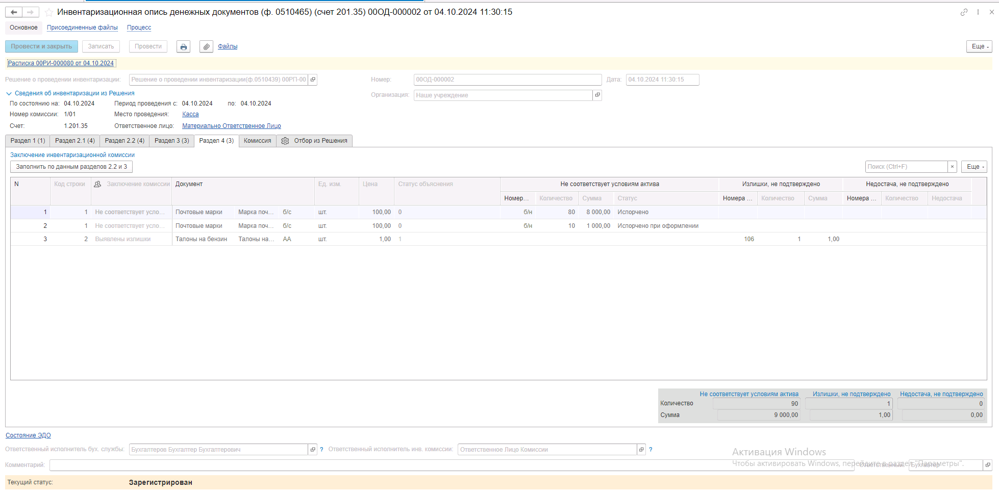 Инвентаризационная опись денежных документов (ф. 0510465) (счет 201.35) 00ОД-000002 от 04.10.2024 11:30:15
Основное Присоединенные файлы Процесс
Провести и закрыть Записать Провести Файлы Еще
Расписка 00РИ-000080 от 04.10.2024
Решение о проведении инвентаризации: Решение о проведении инвентаризации(ф.0510439) 00РП-00 Номер: 00ОД-000002 Дата: 04.10.2024 11:30:15
Сведения об инвентаризации из Решения Организация: Наше учреждение
По состоянию на: 04.10.2024 Период проведения с: 04.10.2024 по: 04.10.2024
Номер комиссии: 1/01 Место проведения: Касса
Счет: 1.201.35 Ответственное лицо: Материально Ответственное Лицо
Раздел 1 (1) Раздел 2.1 (4) Раздел 2.2 (4) Раздел 3 (3) Раздел 4 (3) Комиссия Отбор из Решения
Заключение инвентаризационной комиссии
Заполнить по данным разделов 2.2 и 3 Поиск (Ctrl+F) × Еще
N Код строки Заключение комиссии Документ Ед. изм. Цена Статус объяснения Не соответствует условиям актива Излишки, не подтверждено Недостача, не подтверждено
Номер... Количество Сумма Статус Номера ... Количество Сумма Номера ... Количество Недостача
1 1 Не соответствует усло... Почтовые марки Марка поч... б/с шт. 100,00 0 б/н 80 8 000,00 Испорчено
2 1 Не соответствует усло... Почтовые марки Марка поч... б/с шт. 100,00 0 б/н 10 1 000,00 Испорчено при оформлении
3 2 Выявлены излишки Талоны на бензин Талоны на... АА шт. 1,00 1 106 1 1,00
Не соответствует условиям актива Излишки, не подтверждено Недостача, не подтверждено
Количество 90 1 0
Сумма 9 000,00 1,00 0,00
Состояние ЭДО
Ответственный исполнитель бух. службы: Бухгалтеров Бухгалтер Бухгалтерович ? Ответственный исполнитель инв. комиссии: Ответственное Лицо Комиссии ?
Активация Windows
Чтобы активировать Windows, перейдите в раздел "Параметры".
Комментарий: Ответственный: Бухгалтер
Текущий статус: Зарегистрирован